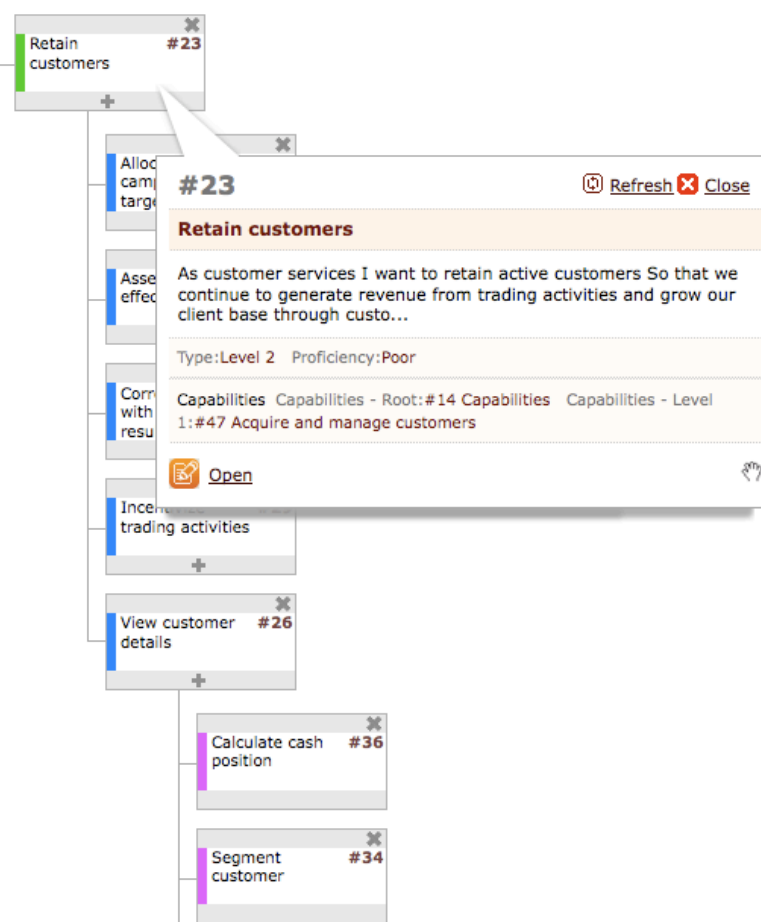 Retain #23
customers
#23 Refresh Close
Retain customers
As customer services I want to retain active customers So that we
continue to generate revenue from trading activities and grow our
client base through custo...
Type:Level 2 Proficiency:Poor
Capabilities Capabilities - Root:#14 Capabilities Capabilities - Level
1:#47 Acquire and manage customers
Open
with
trading activities
View customer #26
details
Calculate cash #36
position
Segment #34
customer